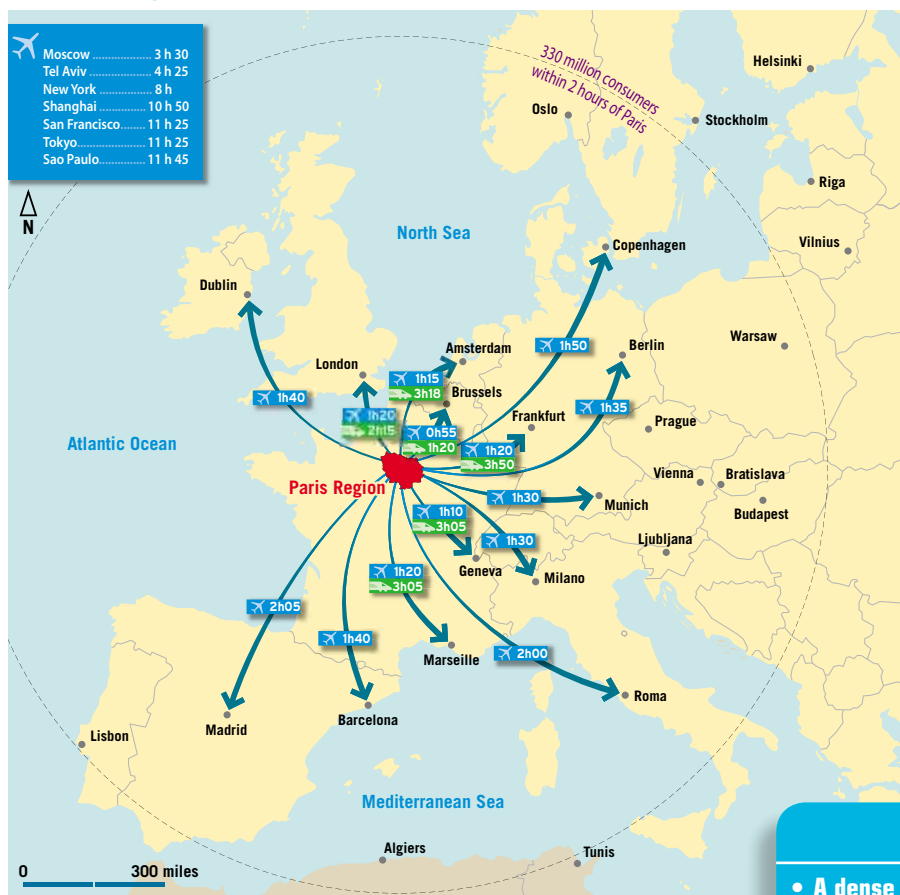 Moscow ................... 3 h 30
Tel Aviv .................... 4 h 25
New York .................. 8 h
Shanghai ................ 10 h 50
San Francisco....... 11 h 25
Tokyo..................... 11 h 25
Sao Paulo.............. 11 h 45
330 million consumers
within 2 hours of Paris
Helsinki
Oslo
Stockholm
Riga
N
North Sea
Copenhagen
Vilnius
Dublin
Warsaw
1h50
Amsterdam
Berlin
London
1h15
3h18
Brussels
1h40
1h35
1h20
2h15
Frankfurt
Prague
0h55
1h20
Atlantic Ocean
1h20
3h50
Vienna
Bratislava
Paris Region
1h30
Munich
Budapest
1h10
3h05
1h30
Ljubljana
Geneva
Milano
1h20
3h05
2h05
1h40
Marseille
2h00
Roma
Madrid
Barcelona
Lisbon
Mediterranean Sea
Algiers
Tunis
0 300 miles
• A dense